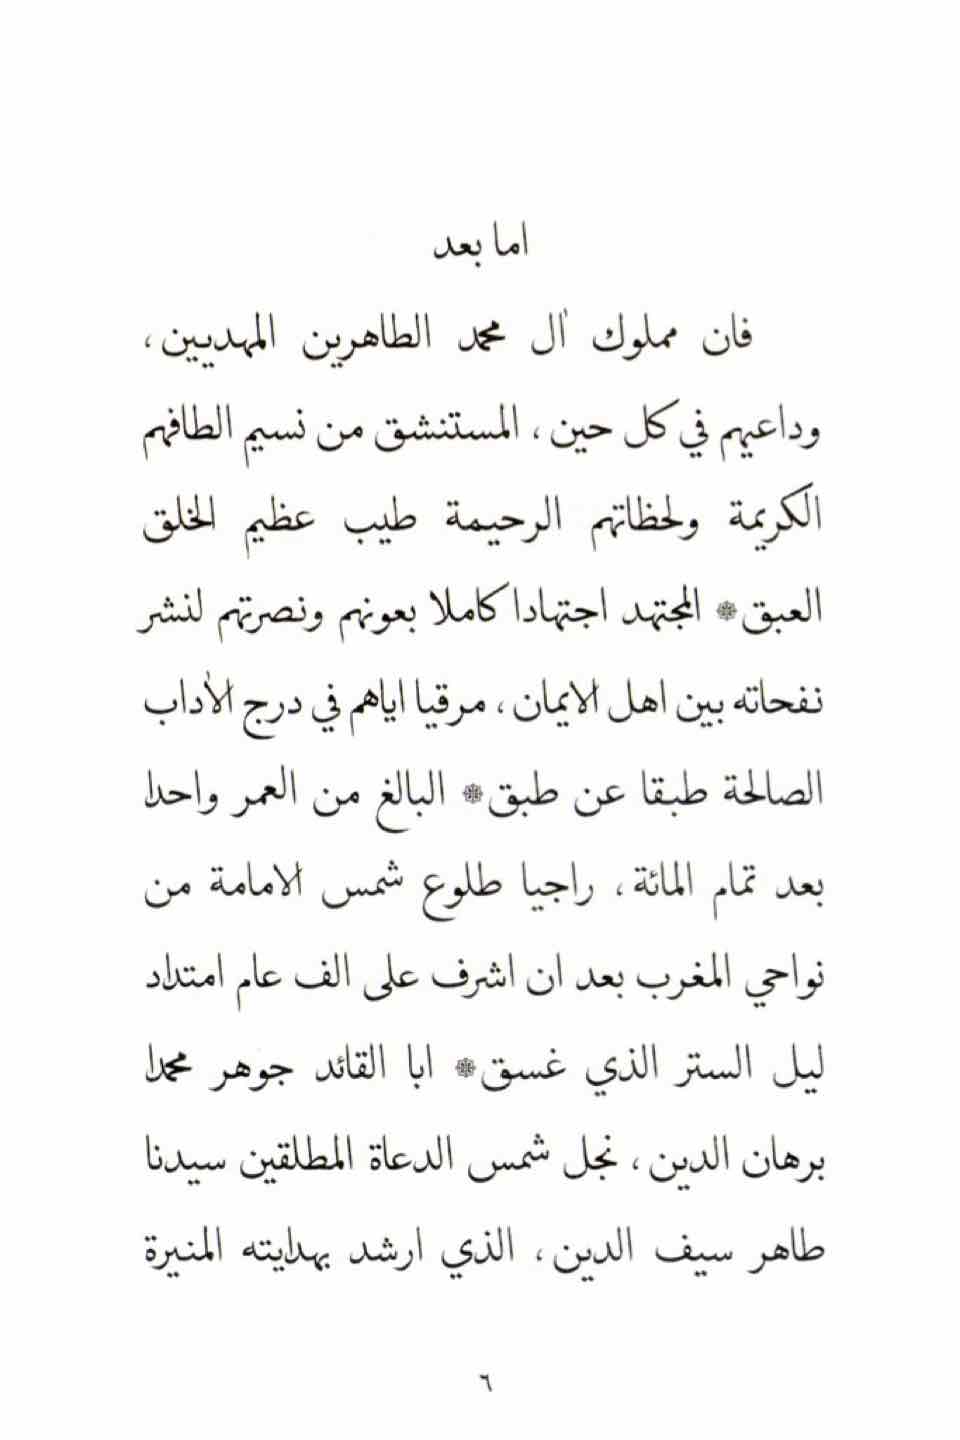 اما بعد
فان مملوك اٰل محمد الطاهرين المهديين،
وداعيهم في كل حين، المستنشق من نسيم الطافهم
الكريمة ولحظاتهم الرحيمة طيب عظيم الخلق
العبق❁ المجتهد اجتهادا كاملا بعونهم ونصرتهم لنشر
نفحاته بين اهل الايمان، مرقيا اياهم في درج الاٰداب
الصالحة طبقا عن طبق❁ البالغ من العمر واحدا
بعد تمام المائة، راجيا طلوع شمس الامامة من
نواحي المغرب بعد ان اشرف على الف عام امتداد
ليل الستر الذي غسق❁ ابا القائد جوهر محمدا
برهان الدين، نجل شمس الدعاة المطلقين سيدنا
طاهر سيف الدين، الذي ارشد بهدايته المنيرة
٦